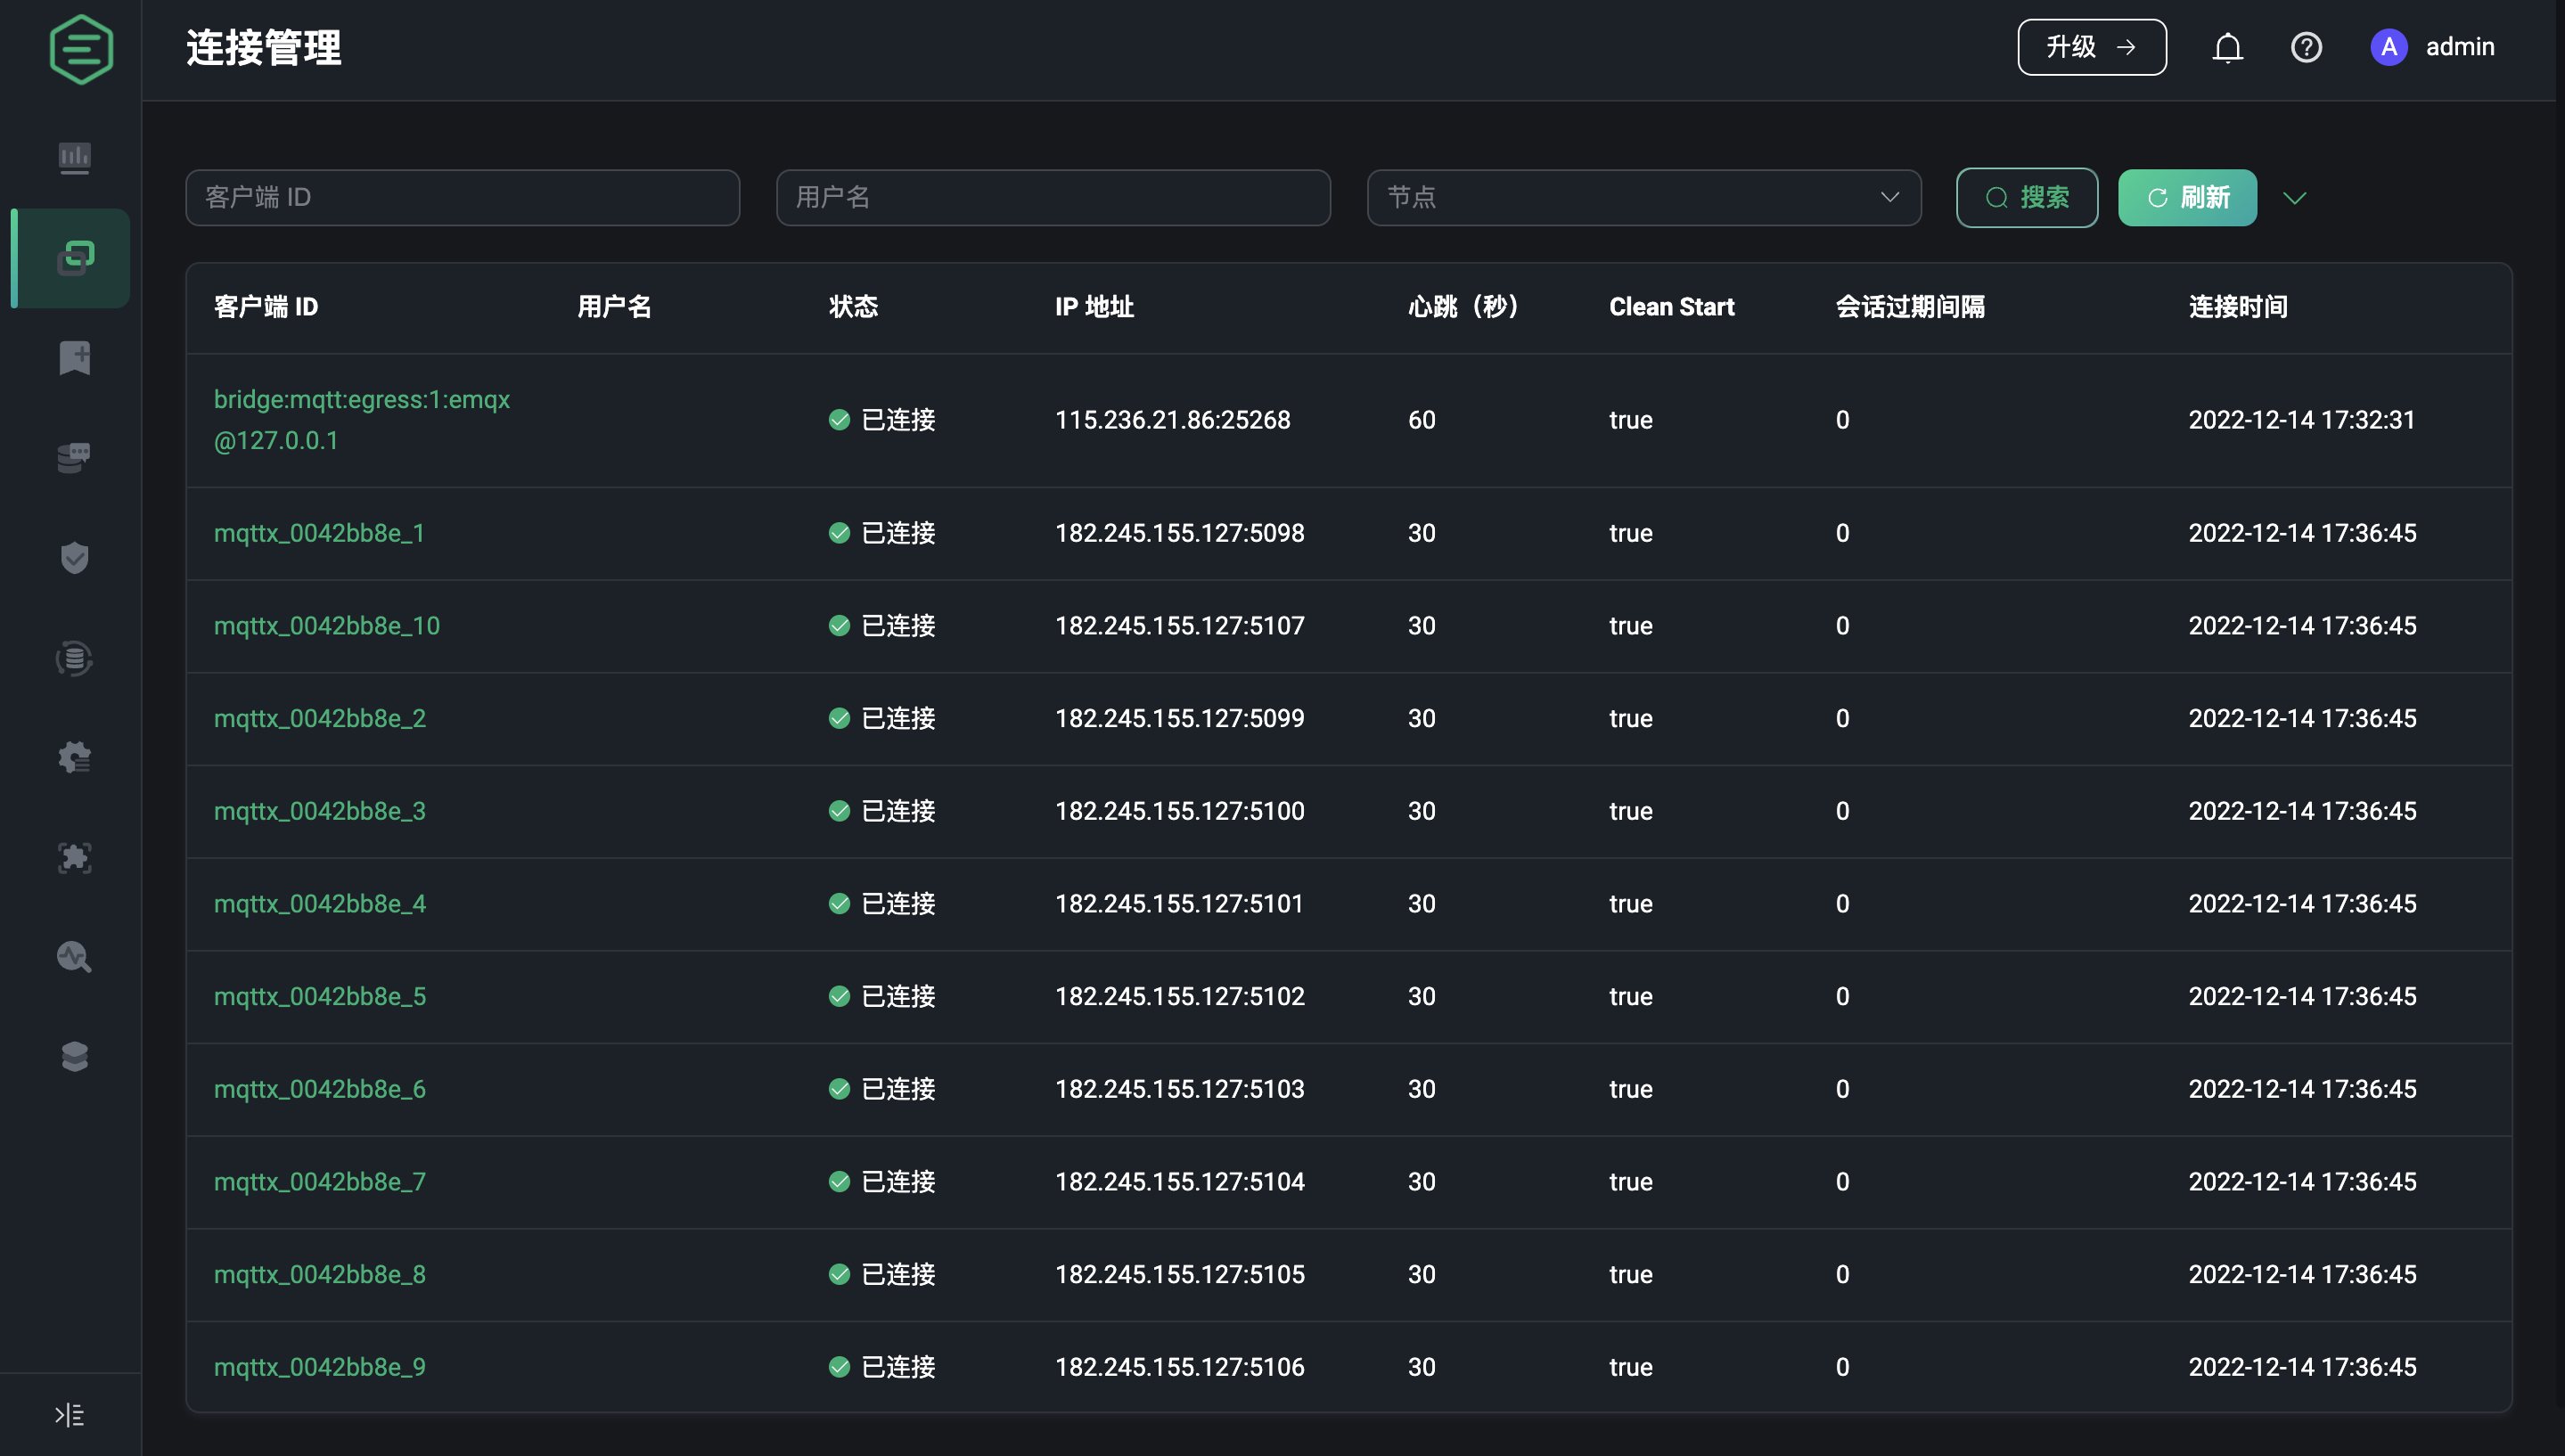 连接管理
升级 →
A admin
客户端 ID 用户名 节点 搜索 刷新
客户端 ID 用户名 状态 IP 地址 心跳（秒） Clean Start 会话过期间隔 连接时间
bridge:mqtt:egress:1:emqx
@127.0.0.1
已连接 115.236.21.86:25268 60 true 0 2022-12-14 17:32:31
mqttx_0042bb8e_1 已连接 182.245.155.127:5098 30 true 0 2022-12-14 17:36:45
mqttx_0042bb8e_10 已连接 182.245.155.127:5107 30 true 0 2022-12-14 17:36:45
mqttx_0042bb8e_2 已连接 182.245.155.127:5099 30 true 0 2022-12-14 17:36:45
mqttx_0042bb8e_3 已连接 182.245.155.127:5100 30 true 0 2022-12-14 17:36:45
mqttx_0042bb8e_4 已连接 182.245.155.127:5101 30 true 0 2022-12-14 17:36:45
mqttx_0042bb8e_5 已连接 182.245.155.127:5102 30 true 0 2022-12-14 17:36:45
mqttx_0042bb8e_6 已连接 182.245.155.127:5103 30 true 0 2022-12-14 17:36:45
mqttx_0042bb8e_7 已连接 182.245.155.127:5104 30 true 0 2022-12-14 17:36:45
mqttx_0042bb8e_8 已连接 182.245.155.127:5105 30 true 0 2022-12-14 17:36:45
mqttx_0042bb8e_9 已连接 182.245.155.127:5106 30 true 0 2022-12-14 17:36:45